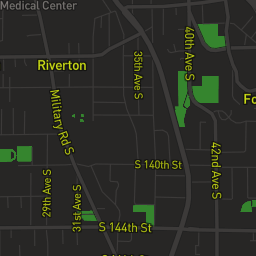 Medical Center
Riverton
35th Ave S
40th Ave S
Fo
Military Rd S
S 140th St
29th Ave S
31st Ave S
42nd Ave S
S 144th St